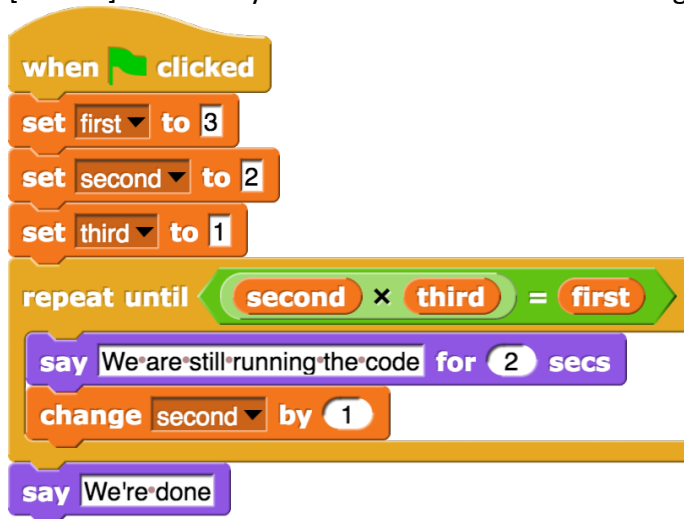 when clicked
set first to 3
set second to 2
set third to 1
repeat until second × third = first
say We are still running the code for 2 secs
change second by 1
say We're done